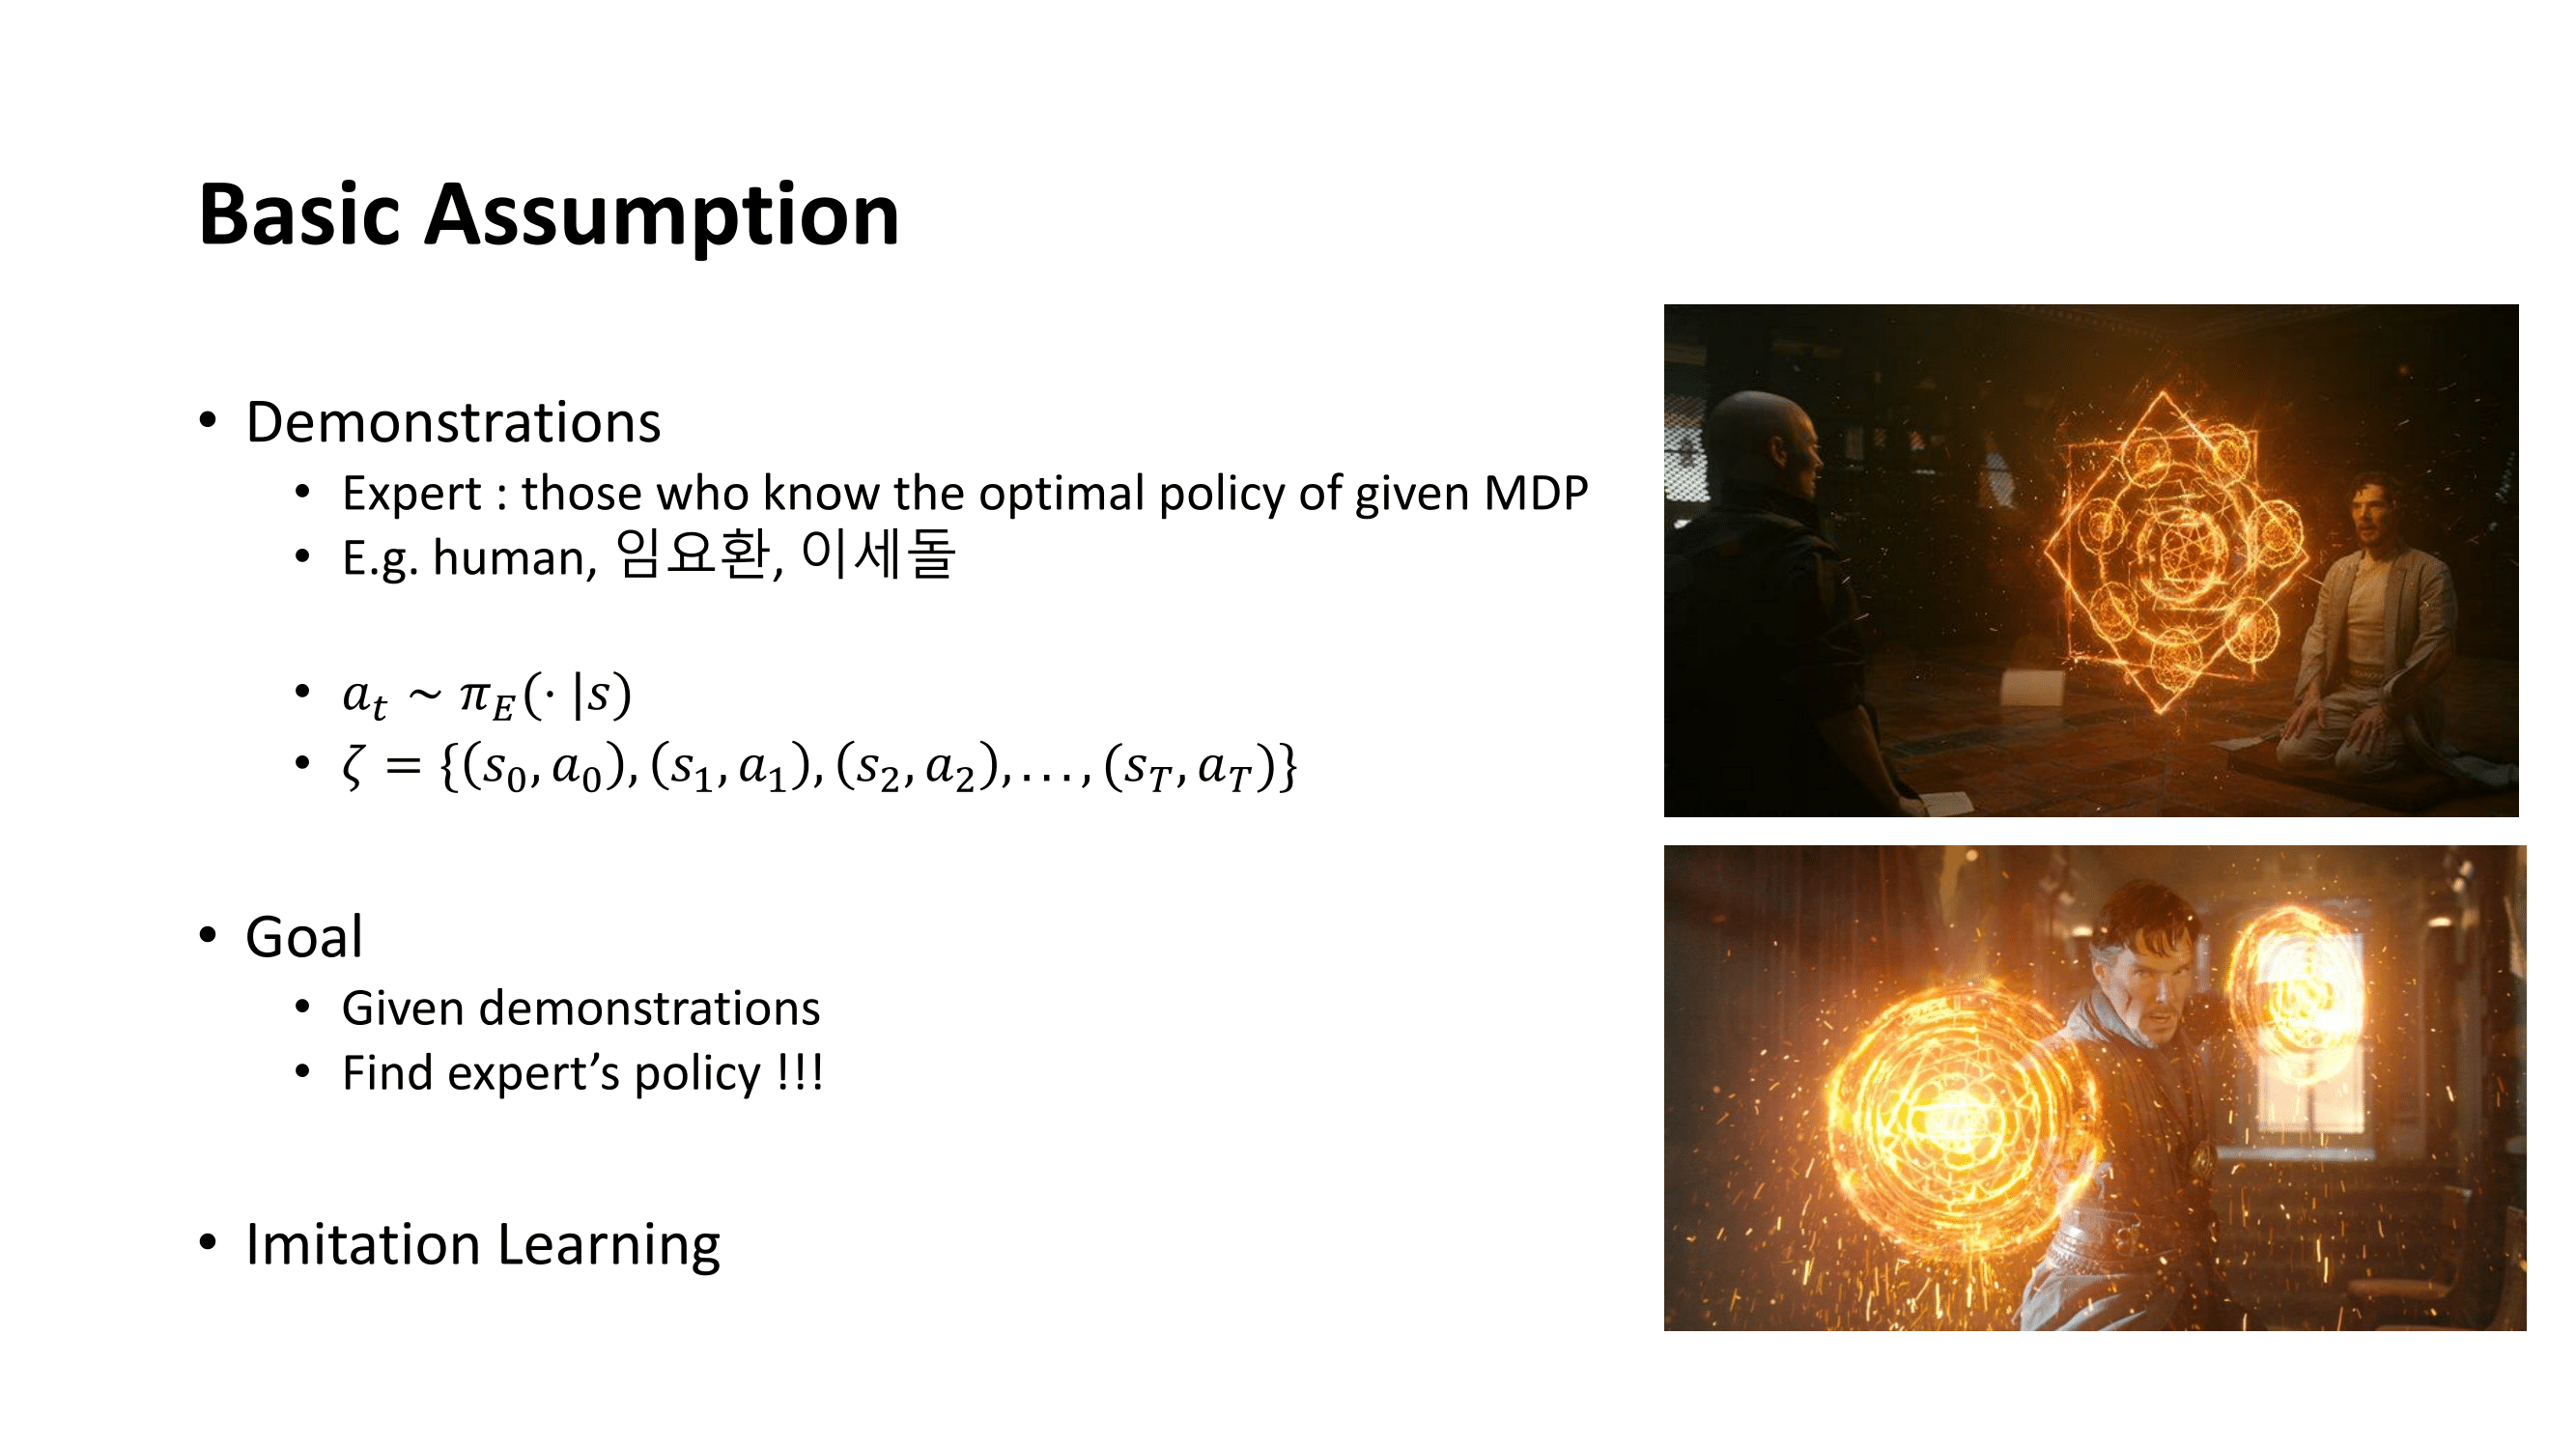 Basic Assumption
• Demonstrations
• Expert : those who know the optimal policy of given MDP
• E.g. human, 임요환, 이세돌
• $a_t \sim \pi_E(\cdot \,|s)$
• $\zeta = \{(s_0, a_0), (s_1, a_1), (s_2, a_2), \ldots, (s_T, a_T)\}$
• Goal
• Given demonstrations
• Find expert’s policy !!!
• Imitation Learning